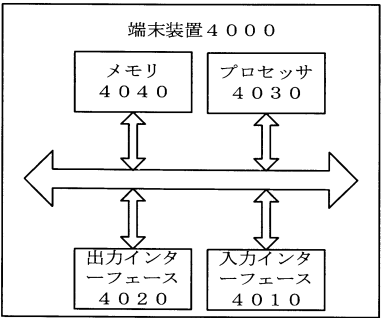 端末装置４０００
メモリ
４０４０
プロセッサ
４０３０
出力インタ
ーフェース
４０２０
入力インタ
ーフェース
４０１０